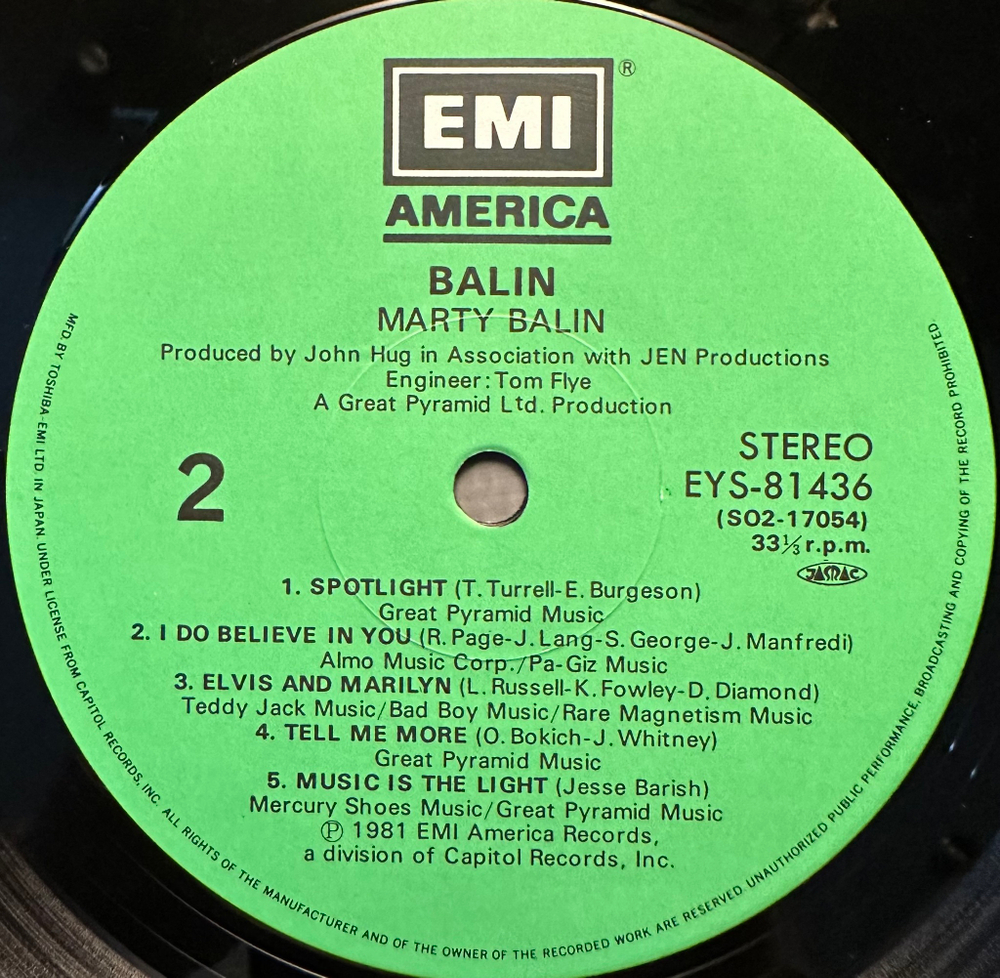 EMI
®
AMERICA
BALIN
MARTY BALIN
Produced by John Hug in Association with JEN Productions
Engineer: Tom Flye
A Great Pyramid Ltd. Production
2
STEREO
EYS-81436
(SO2-17054)
33⅓ r.p.m.
JASRAC
1. SPOTLIGHT (T. Turrell-E. Burgeson)
Great Pyramid Music
2. I DO BELIEVE IN YOU (R. Page-J. Lang-S. George-J. Manfredi)
Almo Music Corp./Pa-Giz Music
3. ELVIS AND MARILYN (L. Russell-K. Fowley-D. Diamond)
Teddy Jack Music/Bad Boy Music/Rare Magnetism Music
4. TELL ME MORE (O. Bokich-J. Whitney)
Great Pyramid Music
5. MUSIC IS THE LIGHT (Jesse Barish)
Mercury Shoes Music/Great Pyramid Music
℗ 1981 EMI America Records,
a division of Capitol Records, Inc.
MFD. BY TOSHIBA-EMI LTD. IN JAPAN. UNDER LICENSE FROM CAPITOL RECORDS, INC. ALL RIGHTS OF THE MANUFACTURER AND OF THE OWNER OF THE RECORDED WORK ARE RESERVED. UNAUTHORIZED PUBLIC PERFORMANCE, BROADCASTING AND COPYING OF THE RECORD PROHIBITED.